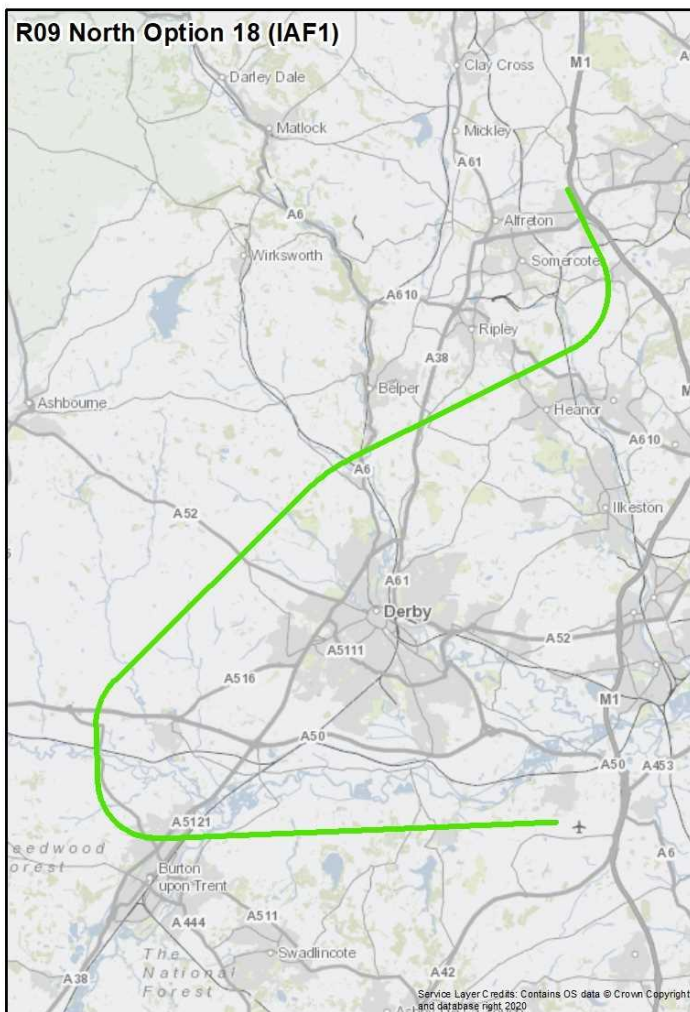 R09 North Option 18 (IAF1)
Clay Cross
M1
Darley Dale
Matlock
Mickley
A61
A6
Alfreton
Wirksworth
Somercote
A610
Ripley
A38
Belper
Ashbourne
Heanor
A610
A6
A52
Ilkeston
A61
Derby
A52
A5111
A516
M1
A50
A50
A453
A5121
A6
eedwood
orest
Burton
upon Trent
A444
A511
Swadlincote
The
National
Forest
A38
A42
Service Layer Credits: Contains OS data © Crown Copyright
and database right 2020